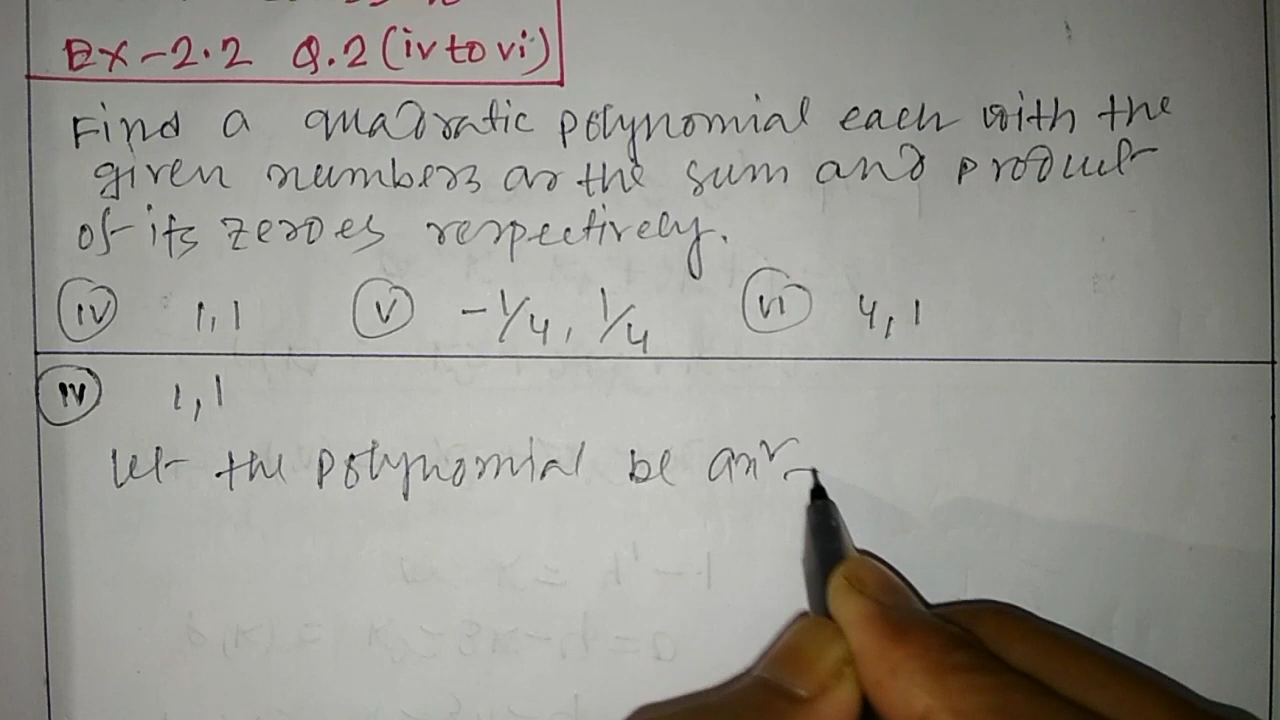 Ex-2.2 Q.2 (iv to vi)
Find a quadratic polynomial each with the
given numbers as the sum and product
of its zeroes respectively.
(iv) 1, 1 (v) -1/4, 1/4 (vi) 4, 1
(iv) 1, 1
let the polynomial be ax²